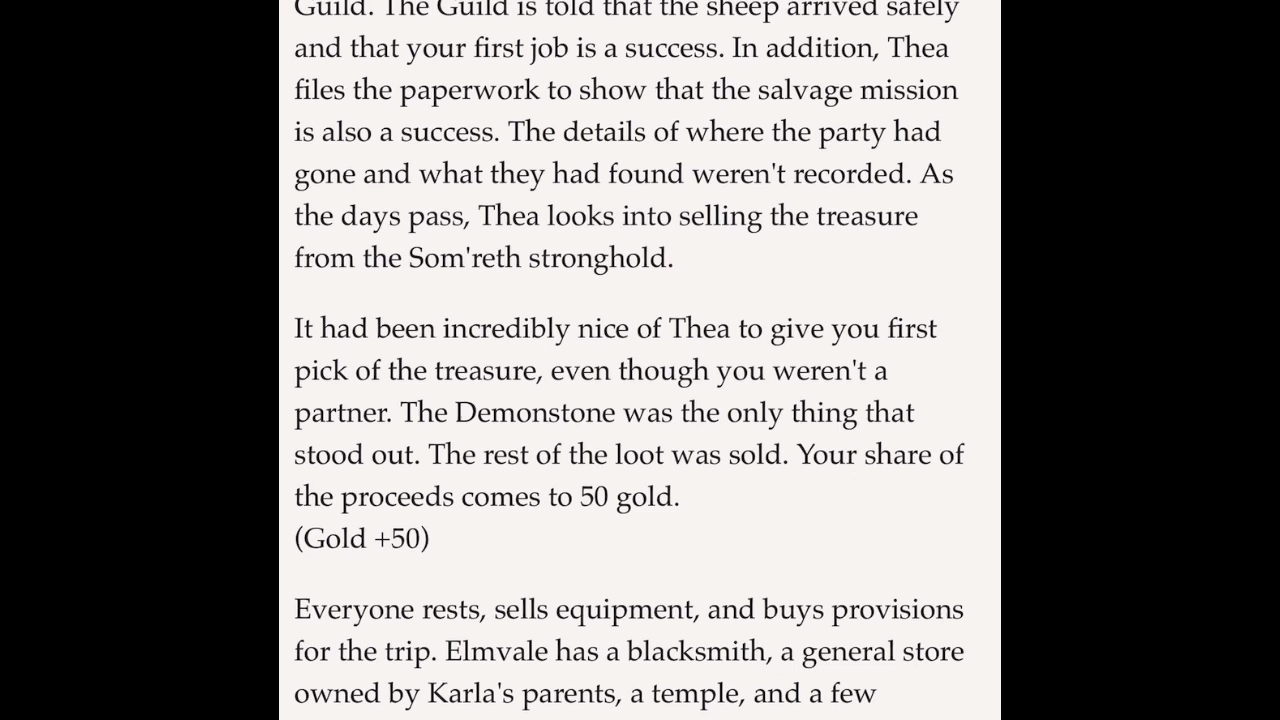 Guild. The Guild is told that the sheep arrived safely
and that your first job is a success. In addition, Thea
files the paperwork to show that the salvage mission
is also a success. The details of where the party had
gone and what they had found weren't recorded. As
the days pass, Thea looks into selling the treasure
from the Som'reth stronghold.
It had been incredibly nice of Thea to give you first
pick of the treasure, even though you weren't a
partner. The Demonstone was the only thing that
stood out. The rest of the loot was sold. Your share of
the proceeds comes to 50 gold.
(Gold +50)
Everyone rests, sells equipment, and buys provisions
for the trip. Elmvale has a blacksmith, a general store
owned by Karla's parents, a temple, and a few